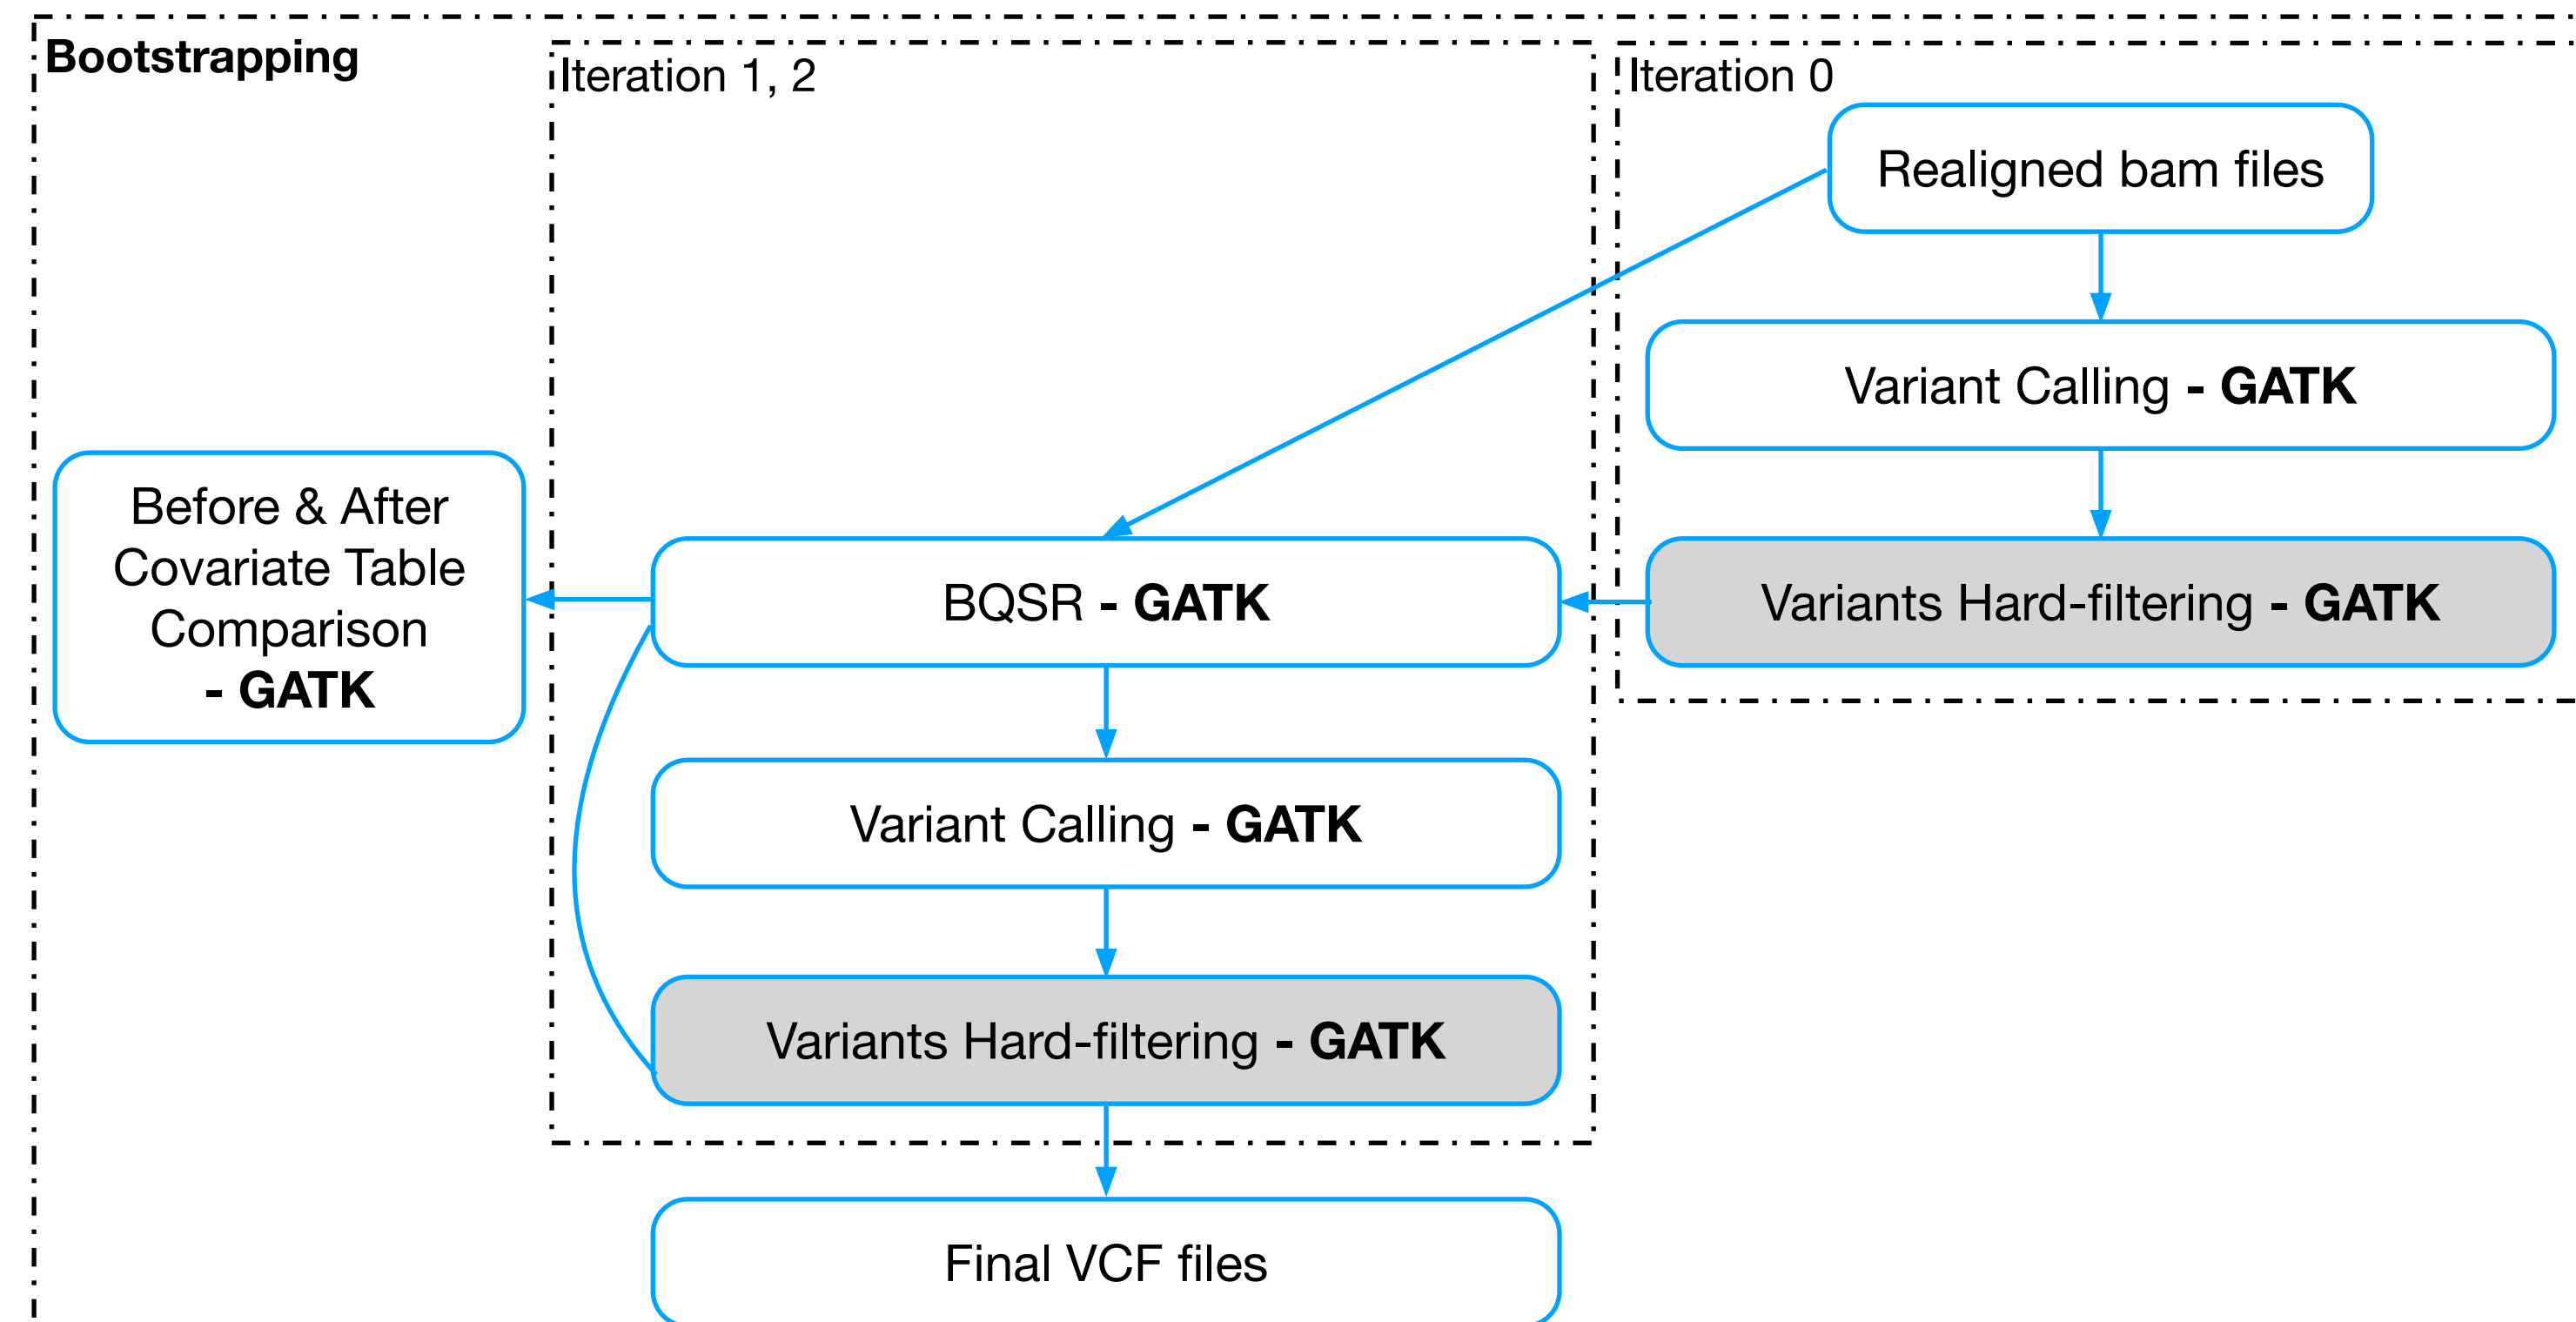 Bootstrapping
Iteration 1, 2
Iteration 0
Realigned bam files
Variant Calling - GATK
Variants Hard-filtering - GATK
BQSR - GATK
Before & After
Covariate Table
Comparison
- GATK
Variant Calling - GATK
Variants Hard-filtering - GATK
Final VCF files